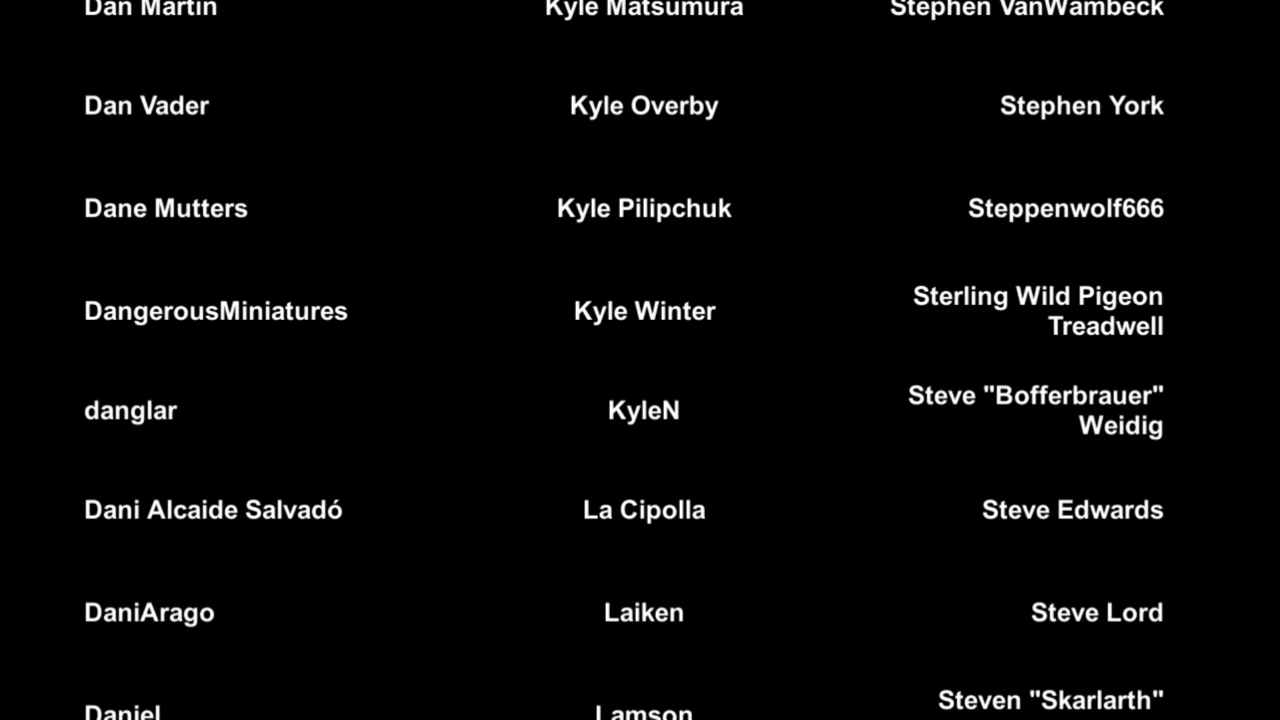 Dan Martin
Kyle Matsumura
Stephen VanWambeck
Dan Vader
Kyle Overby
Stephen York
Dane Mutters
Kyle Pilipchuk
Steppenwolf666
DangerousMiniatures
Kyle Winter
Sterling Wild Pigeon
Treadwell
danglar
KyleN
Steve "Bofferbrauer"
Weidig
Dani Alcaide Salvadó
La Cipolla
Steve Edwards
DaniArago
Laiken
Steve Lord
Daniel
Lamson
Steven "Skarlarth"